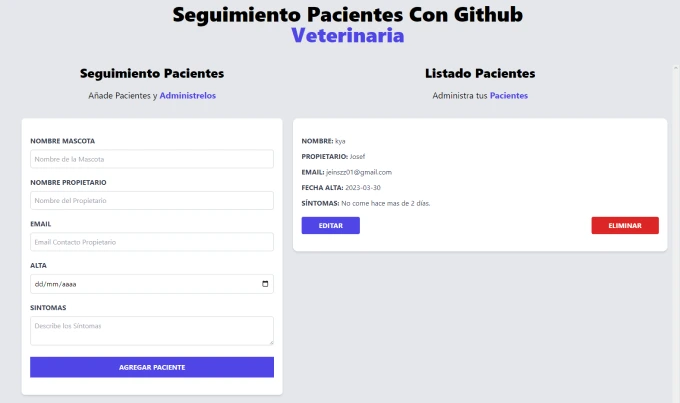 Seguimiento Pacientes Con Github
Veterinaria
Seguimiento Pacientes
Añade Pacientes y Administrelos
NOMBRE MASCOTA
Nombre de la Mascota
NOMBRE PROPIETARIO
Nombre del Propietario
EMAIL
Email Contacto Propietario
ALTA
dd/mm/aaaa
SINTOMAS
Describe los Síntomas
AGREGAR PACIENTE
Listado Pacientes
Administra tus Pacientes
NOMBRE: kya
PROPIETARIO: Josef
EMAIL: jeinszz01@gmail.com
FECHA ALTA: 2023-03-30
SÍNTOMAS: No come hace mas de 2 días.
EDITAR
ELIMINAR